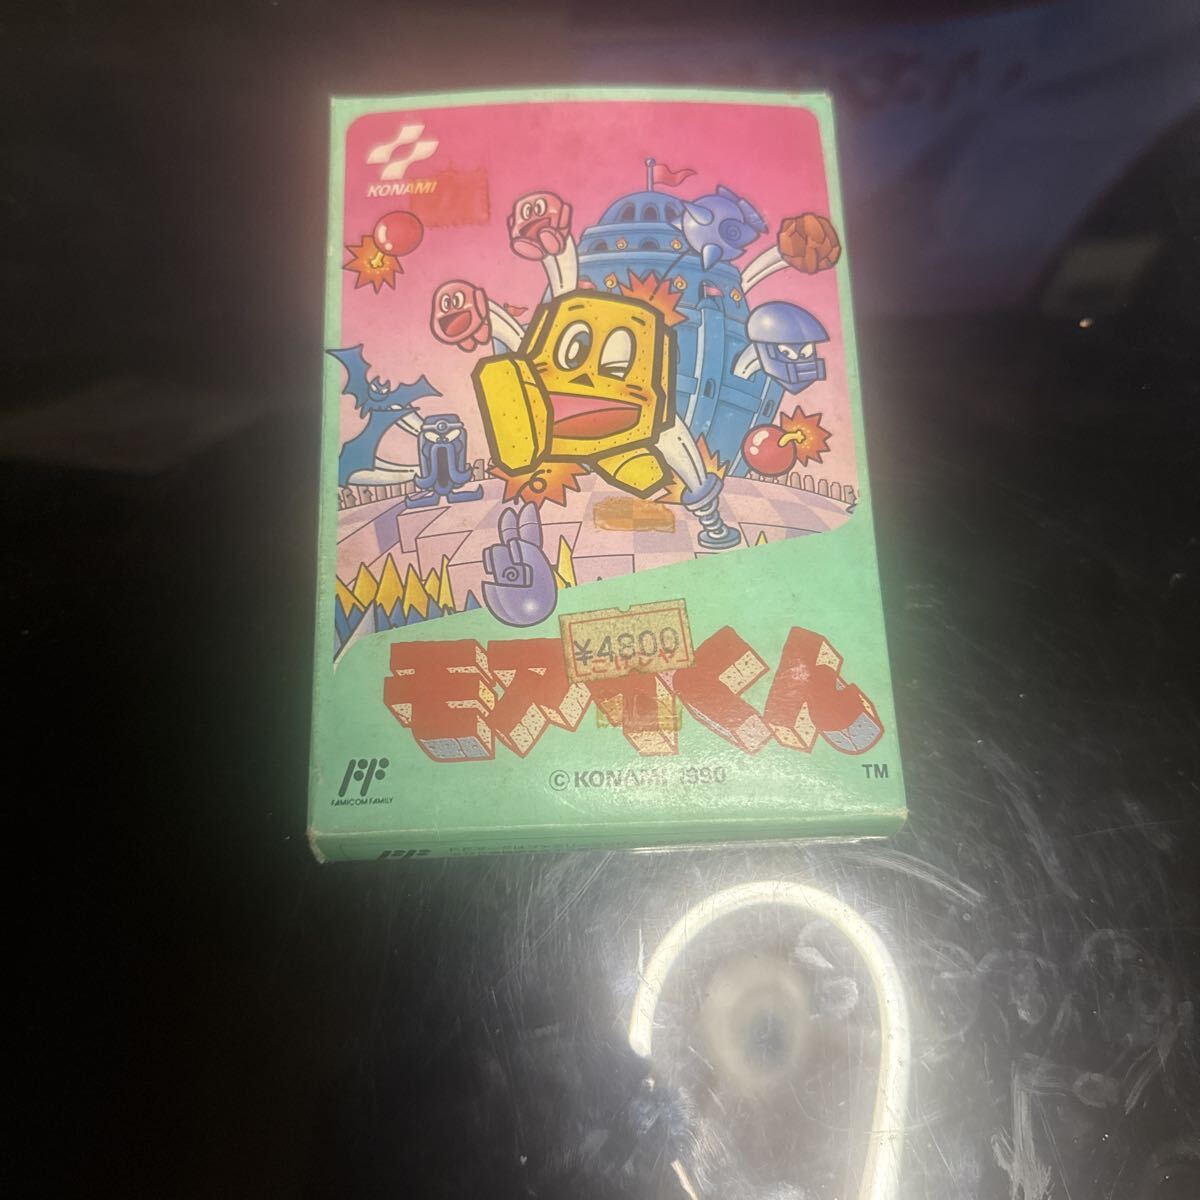 KONAMI
¥4800
モアイくん
© KONAMI 1990
TM
FAMICOM FAMILY